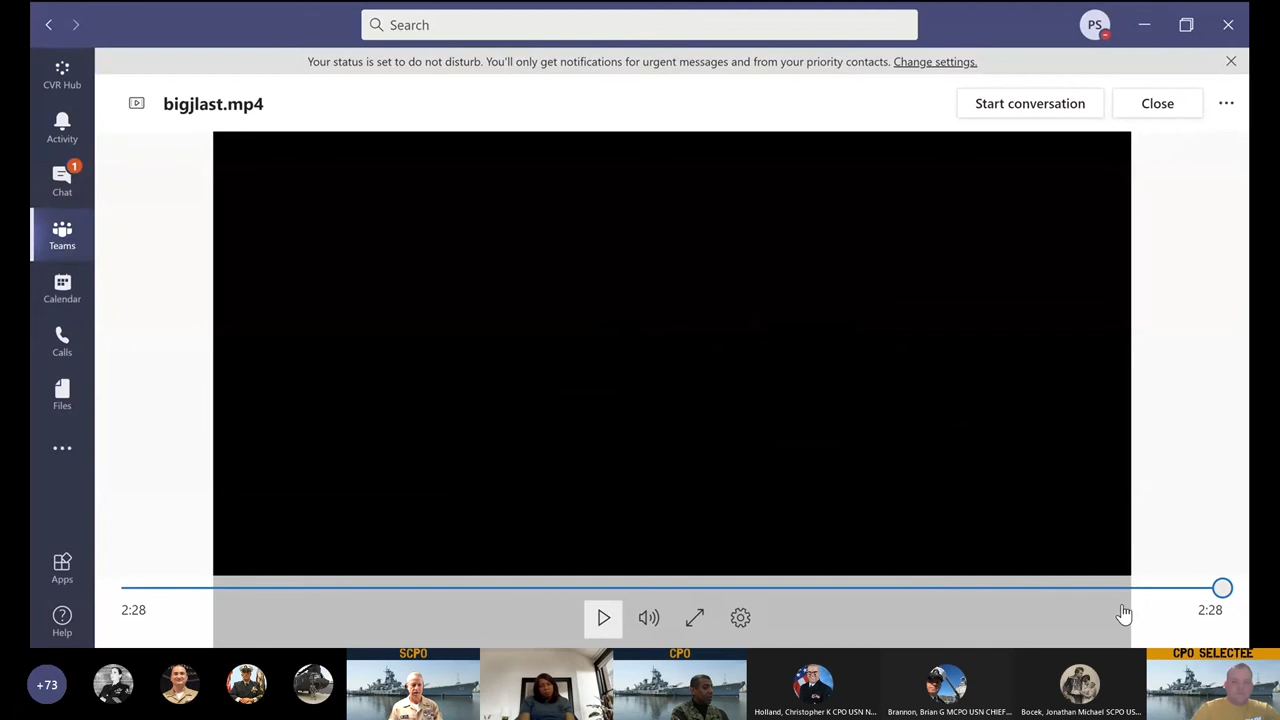 Search
PS
CVR Hub
Your status is set to do not disturb. You'll only get notifications for urgent messages and from your priority contacts. Change settings.
bigjlast.mp4
Start conversation
Close
Activity
1
Chat
Teams
Calendar
Calls
Files
Apps
Help
2:28
2:28
+73
SCPO
CPO
CPO SELECTEE
Holland, Christopher K CPO USN N...
Brannon, Brian G MCPO USN CHIEF...
Bocek, Jonathan Michael SCPO US...